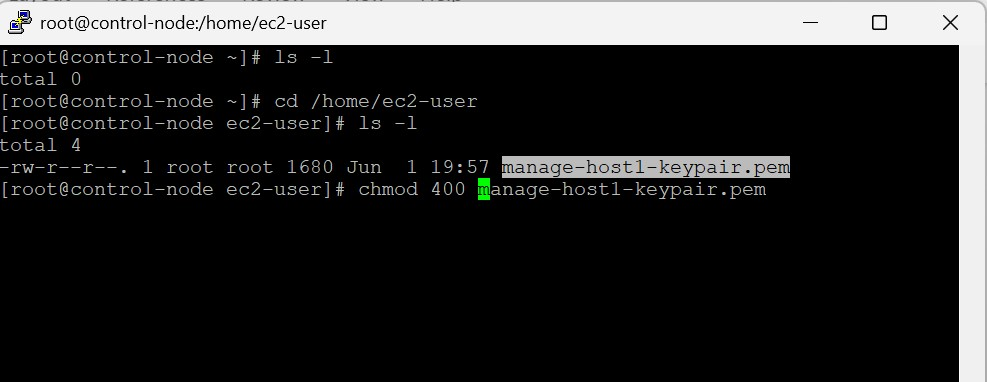 root@control-node:/home/ec2-user
[root@control-node ~]# ls -l
total 0
[root@control-node ~]# cd /home/ec2-user
[root@control-node ec2-user]# ls -l
total 4
-rw-r--r--. 1 root root 1680 Jun  1 19:57 manage-host1-keypair.pem
[root@control-node ec2-user]# chmod 400 manage-host1-keypair.pem